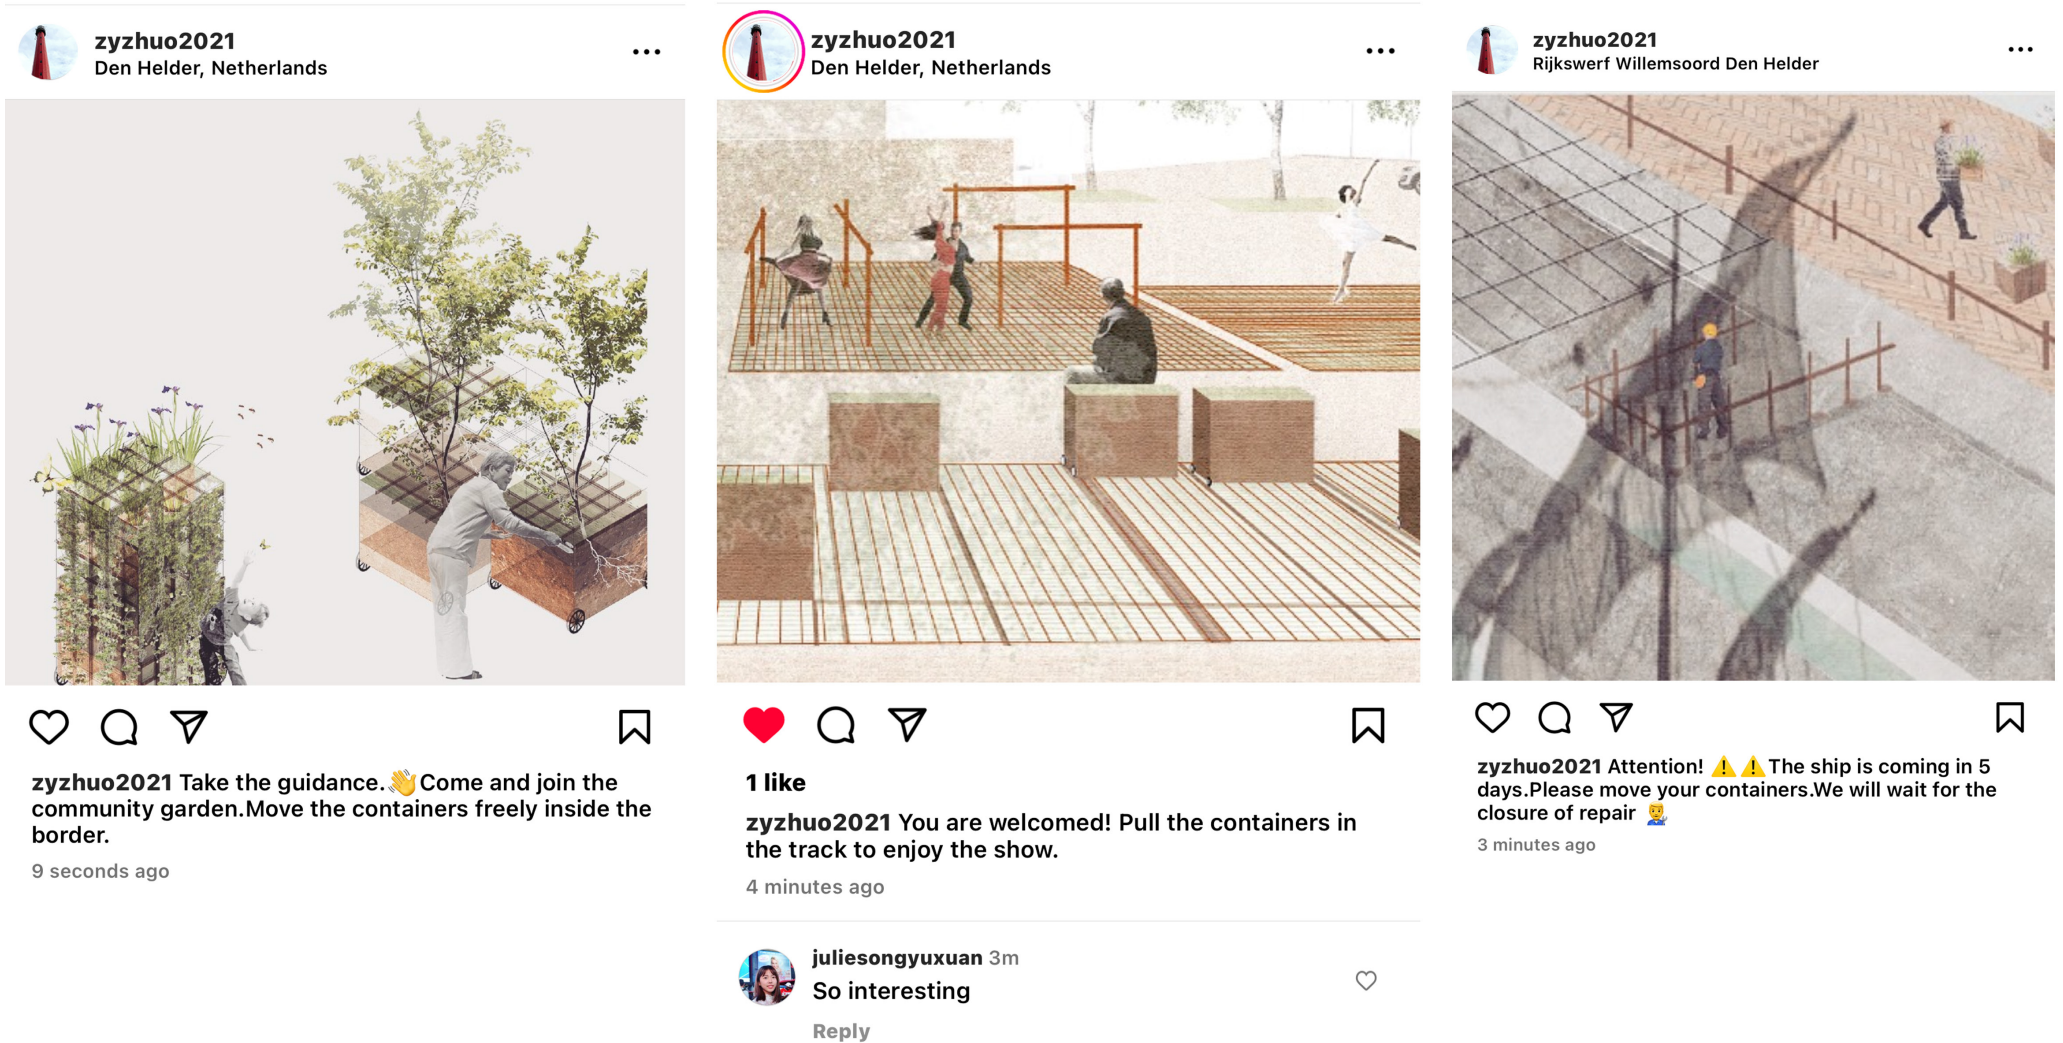 zyzhuo2021
Den Helder, Netherlands
zyzhuo2021 Take the guidance.👋Come and join the
community garden.Move the containers freely inside the
border.
9 seconds ago
zyzhuo2021
Den Helder, Netherlands
1 like
zyzhuo2021 You are welcomed! Pull the containers in
the track to enjoy the show.
4 minutes ago
juliesongyuxuan 3m
So interesting
Reply
zyzhuo2021
Rijkswerf Willemsoord Den Helder
zyzhuo2021 Attention! ⚠️⚠️The ship is coming in 5
days.Please move your containers.We will wait for the
closure of repair 👨‍🔧
3 minutes ago